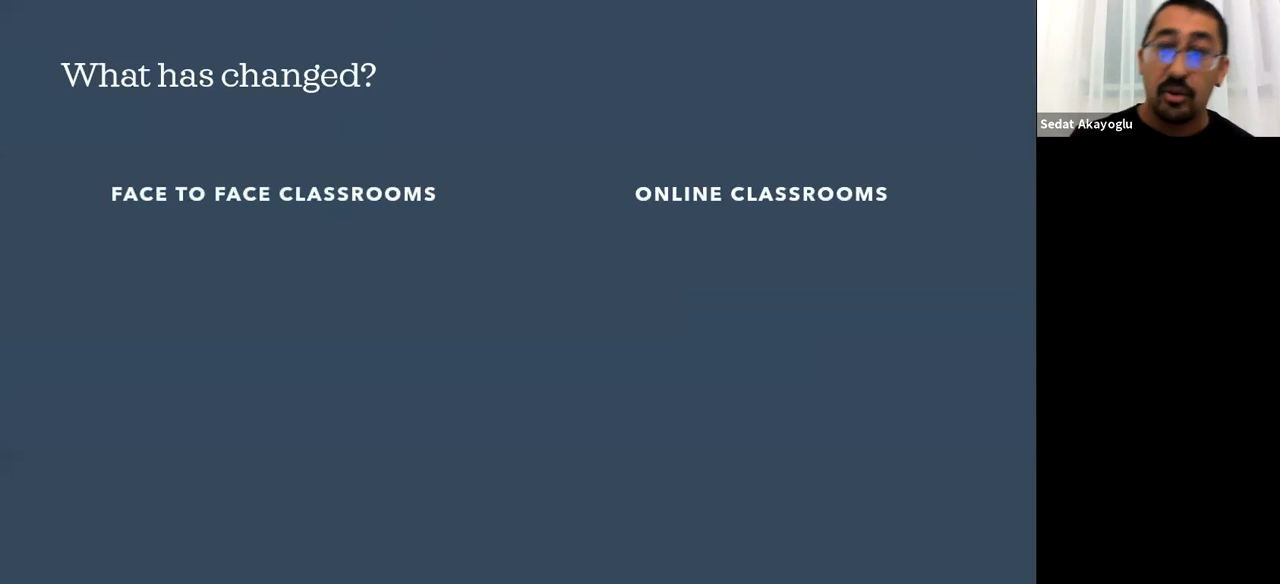 What has changed?
FACE TO FACE CLASSROOMS
ONLINE CLASSROOMS
Sedat Akayoglu